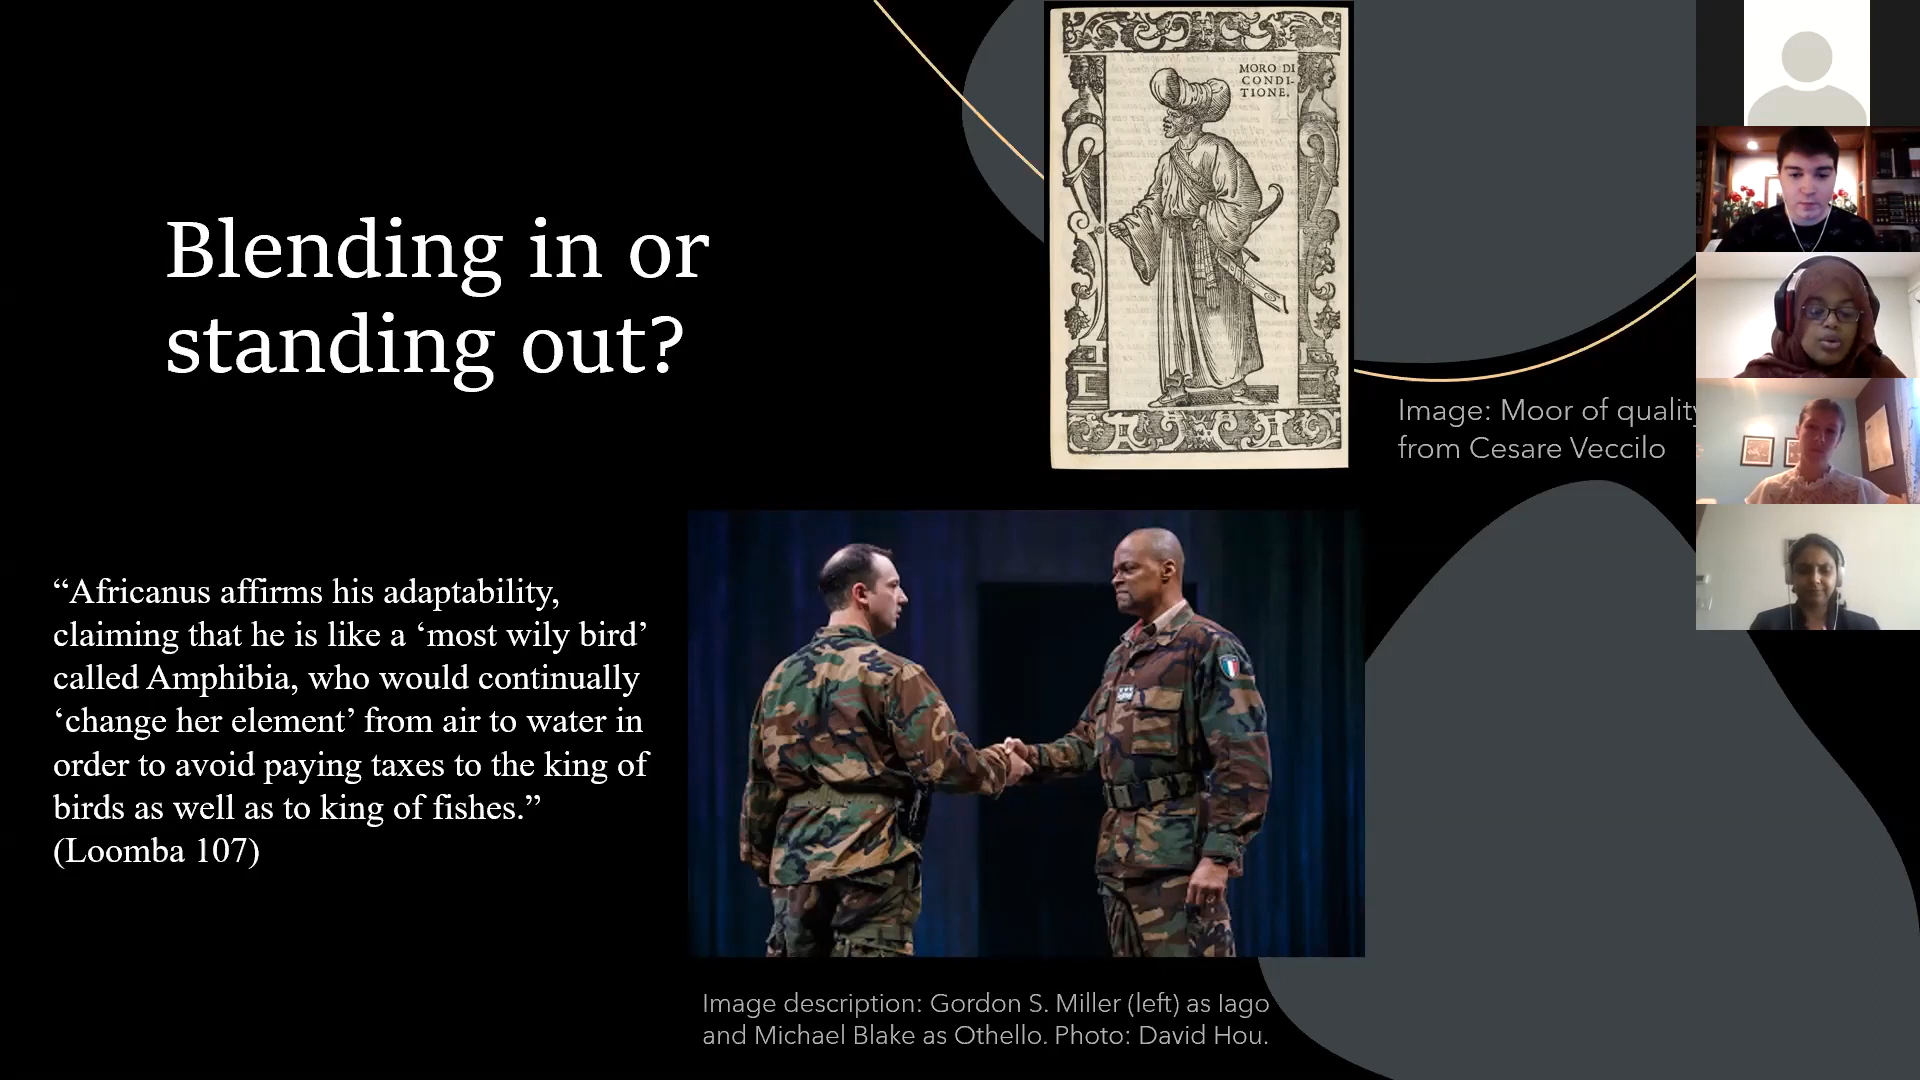 Blending in or
standing out?
MORO DI
CONDI-
TIONE.
Image: Moor of quality
from Cesare Veccilo
“Africanus affirms his adaptability,
claiming that he is like a ‘most wily bird’
called Amphibia, who would continually
‘change her element’ from air to water in
order to avoid paying taxes to the king of
birds as well as to king of fishes.”
(Loomba 107)
Image description: Gordon S. Miller (left) as Iago
and Michael Blake as Othello. Photo: David Hou.